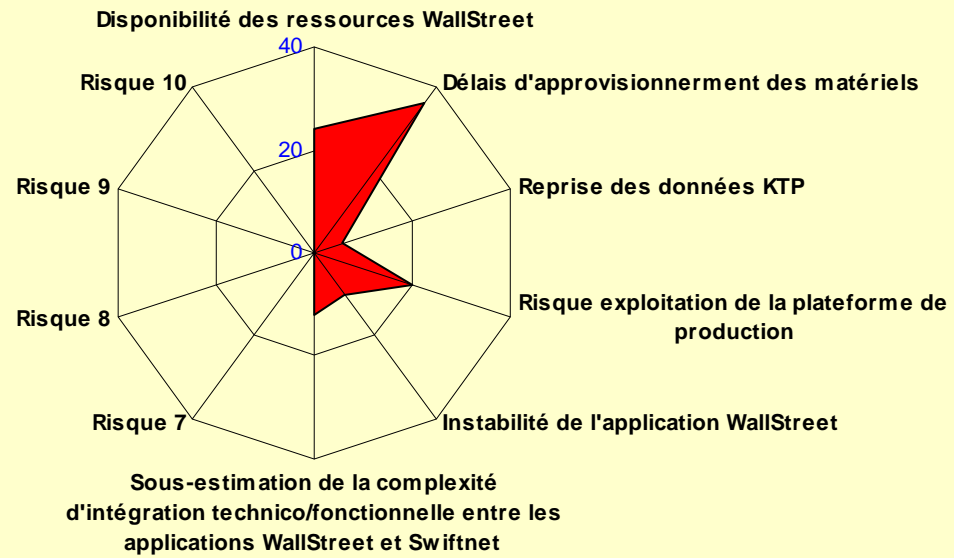 Disponibilité des ressources WallStreet
40
Risque 10
Délais d'approvisionnerment des matériels
20
Risque 9
Reprise des données KTP
0
Risque 8
Risque exploitation de la plateforme de
production
Risque 7
Instabilité de l'application WallStreet
Sous-estimation de la complexité
d'intégration technico/fonctionnelle entre les
applications WallStreet et Swiftnet